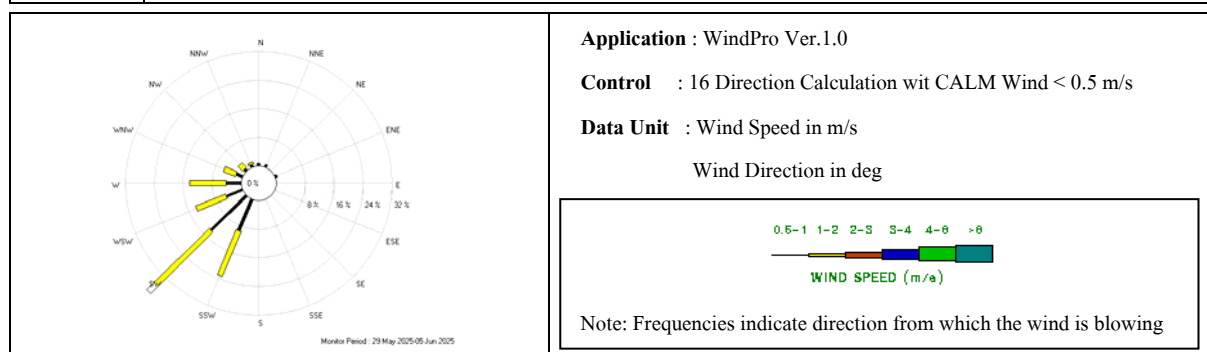 N
NNW NNE
NW NE
WNW ENE
W 0 % E
8 % 16 % 24 % 32 %
WSW ESE
SW SE
SSW SSE
S
Monitor Period : 29 May 2025-05 Jun 2025
Application : WindPro Ver.1.0
Control : 16 Direction Calculation wit CALM Wind < 0.5 m/s
Data Unit : Wind Speed in m/s
Wind Direction in deg
0.5-1 1-2 2-3 3-4 4-6 >6
WIND SPEED (m/s)
Note: Frequencies indicate direction from which the wind is blowing